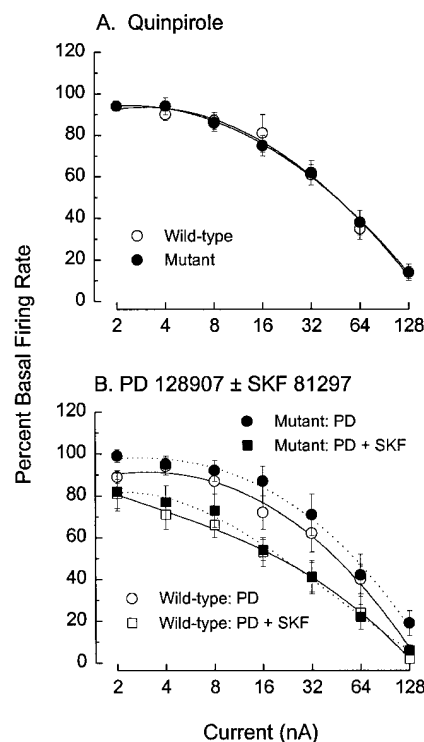 A. Quinpirole
120
100
80
60
40
20
0
Wild-type
Mutant
2 4 8 16 32 64 128
Percent Basal Firing Rate
B. PD 128907 ± SKF 81297
120
100
80
60
40
20
0
Mutant: PD
Mutant: PD + SKF
Wild-type: PD
Wild-type: PD + SKF
2 4 8 16 32 64 128
Current (nA)